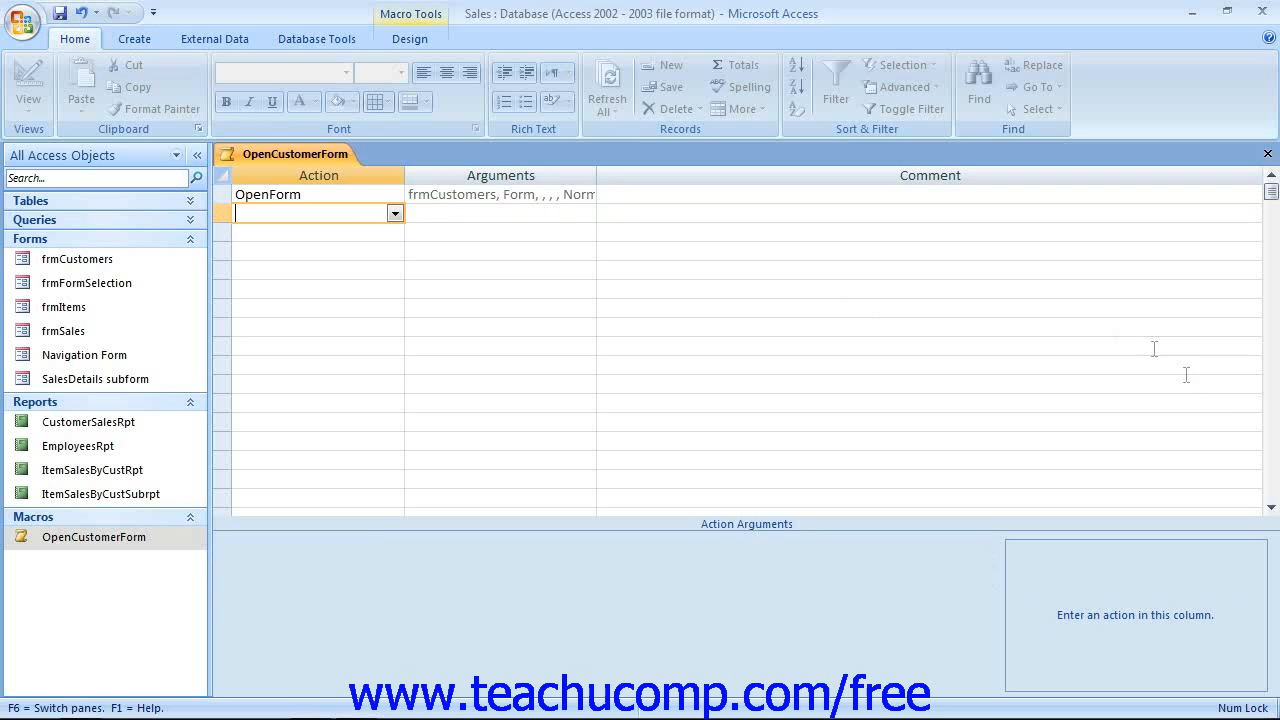 Macro Tools
Sales : Database (Access 2002 - 2003 file format) - Microsoft Access
Home
Create
External Data
Database Tools
Design
View
Views
Paste
Cut
Copy
Format Painter
Clipboard
B I U A
Font
ab
Rich Text
Refresh
All
New
Save
Delete
Totals
Spelling
More
Records
Filter
Selection
Advanced
Toggle Filter
Sort & Filter
Find
Replace
Go To
Select
Find
All Access Objects
Search...
Tables
Queries
Forms
frmCustomers
frmFormSelection
frmItems
frmSales
Navigation Form
SalesDetails subform
Reports
CustomerSalesRpt
EmployeesRpt
ItemSalesByCustRpt
ItemSalesByCustSubrpt
Macros
OpenCustomerForm
OpenCustomerForm
Action Arguments Comment
OpenForm frmCustomers, Form, , , , Norm
Action Arguments
Enter an action in this column.
www.teachucomp.com/free
F6 = Switch panes. F1 = Help.
Num Lock